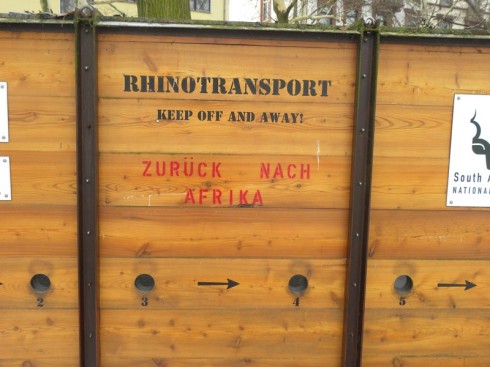 RHINOTRANSPORT
KEEP OFF AND AWAY!
ZURÜCK NACH
AFRIKA
South A
NATIONAL
2
3
4
5